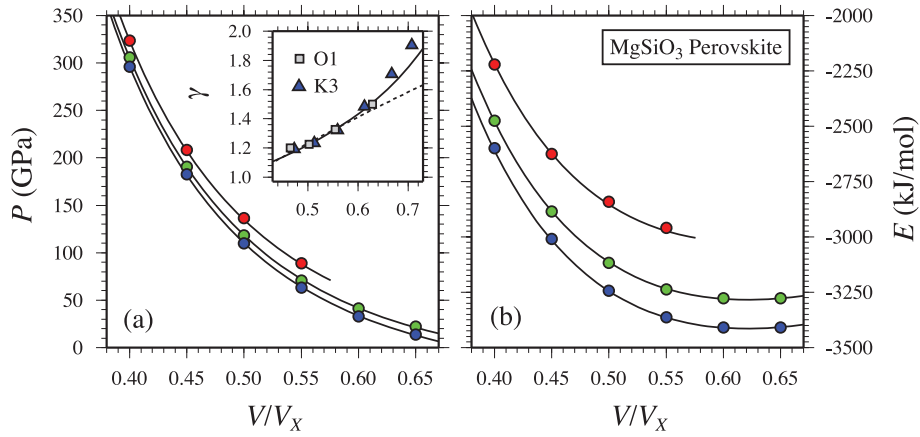 350
300
250
200
150
100
50
0
P (GPa)
0.40 0.45 0.50 0.55 0.60 0.65
V/V_X
(a)
2.0
1.8
1.6
1.4
1.2
1.0
γ
O1
K3
0.5 0.6 0.7
MgSiO₃ Perovskite
(b)
0.40 0.45 0.50 0.55 0.60 0.65
V/V_X
-2000
-2250
-2500
-2750
-3000
-3250
-3500
E (kJ/mol)